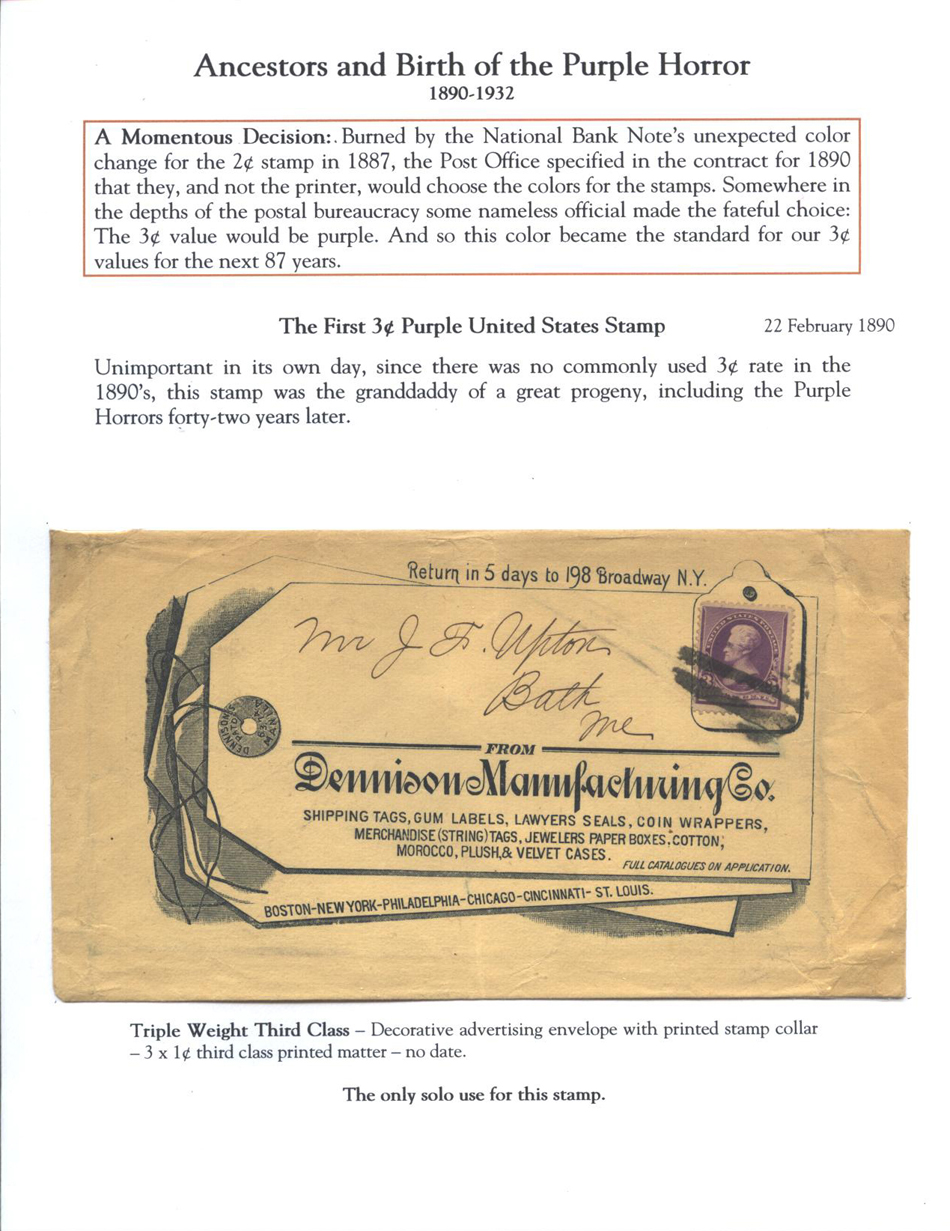 Ancestors and Birth of the Purple Horror
1890-1932
A Momentous Decision:. Burned by the National Bank Note's unexpected color
change for the 2¢ stamp in 1887, the Post Office specified in the contract for 1890
that they, and not the printer, would choose the colors for the stamps. Somewhere in
the depths of the postal bureaucracy some nameless official made the fateful choice:
The 3¢ value would be purple. And so this color became the standard for our 3¢
values for the next 87 years.
The First 3¢ Purple United States Stamp
22 February 1890
Unimportant in its own day, since there was no commonly used 3¢ rate in the
1890's, this stamp was the granddaddy of a great progeny, including the Purple
Horrors forty-two years later.
Return in 5 days to 198 Broadway N.Y.
UNITED STATES POSTAGE
Mr J. F. Upton
Bath
Me
DENNISON'S
MANILA
FROM
Dennison Manufacturing Co.
SHIPPING TAGS, GUM LABELS, LAWYERS SEALS, COIN WRAPPERS,
MERCHANDISE (STRING) TAGS, JEWELERS PAPER BOXES, COTTON,
MOROCCO, PLUSH, & VELVET CASES.
FULL CATALOGUES ON APPLICATION.
BOSTON-NEW YORK-PHILADELPHIA-CHICAGO-CINCINNATI- ST. LOUIS.
Triple Weight Third Class – Decorative advertising envelope with printed stamp collar
– 3 x 1¢ third class printed matter – no date.
The only solo use for this stamp.